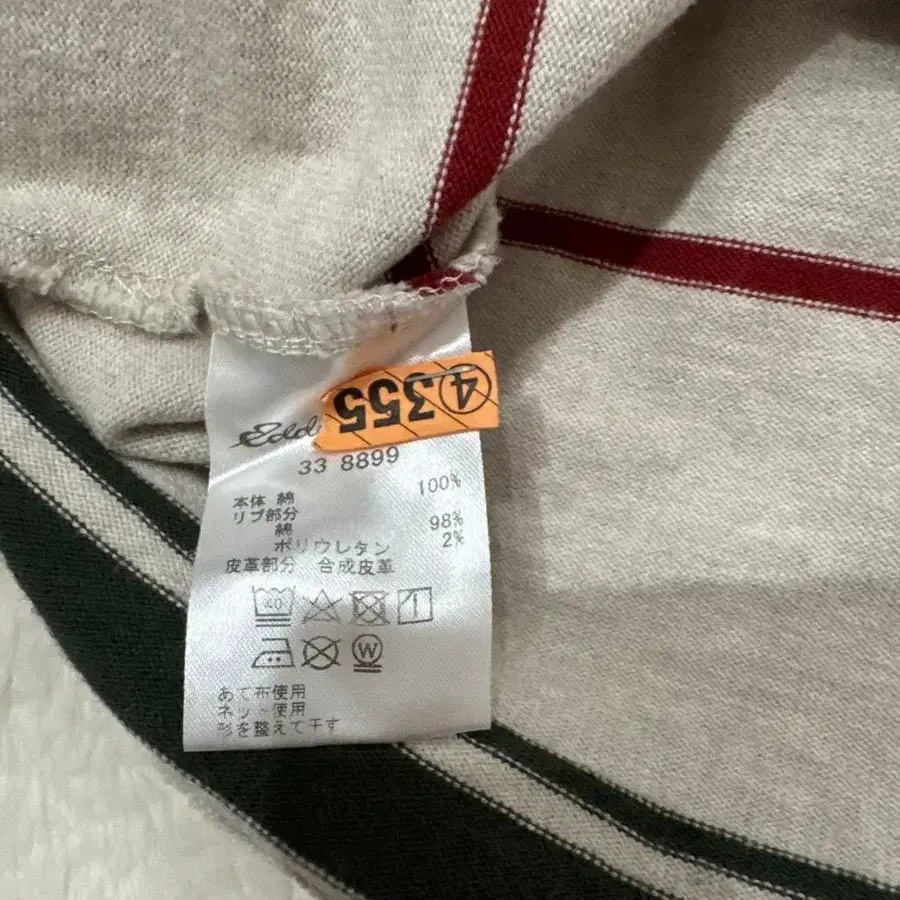 ④355
Edd
33 8899
本体 綿 100%
リブ部分
綿 98%
ポリウレタン 2%
皮革部分 合成皮革
40
W
あて布使用
ネット使用
形を整えて干す